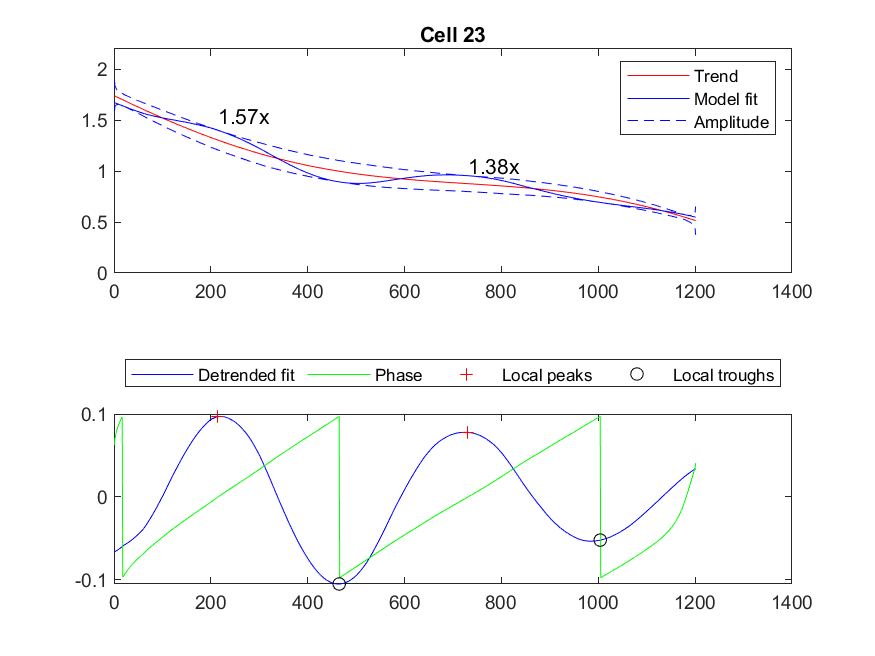 Cell 23
2
1.5
1
0.5
0
1.57x
1.38x
Trend
Model fit
Amplitude
0 200 400 600 800 1000 1200 1400
Detrended fit Phase Local peaks Local troughs
0.1
0
-0.1
0 200 400 600 800 1000 1200 1400